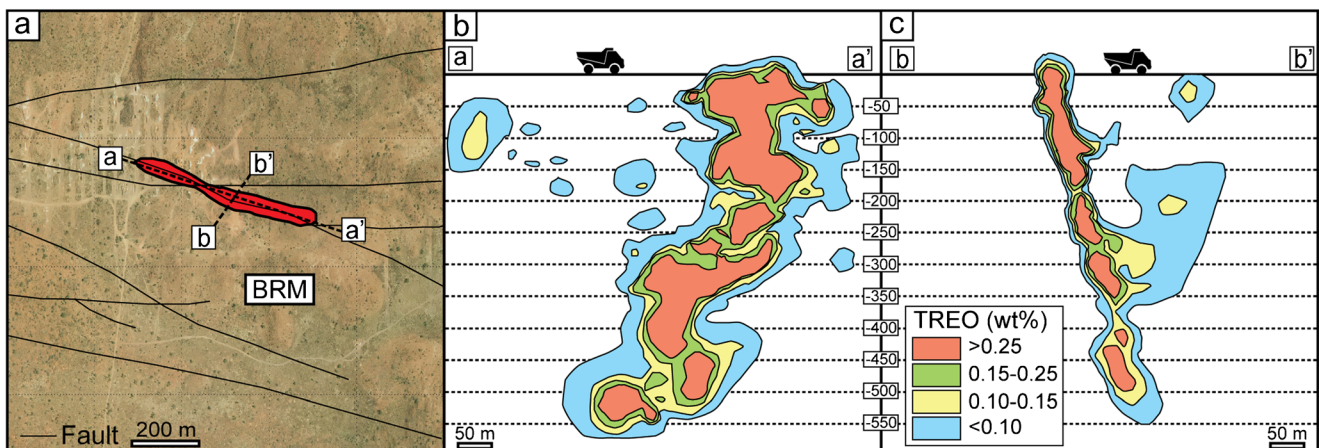 a
a
b'
b
a'
BRM
Fault
200 m
b
a
a'
50 m
c
b
b'
-50
-100
-150
-200
-250
-300
-350
-400
-450
-500
-550
TREO (wt%)
>0.25
0.15-0.25
0.10-0.15
<0.10
50 m